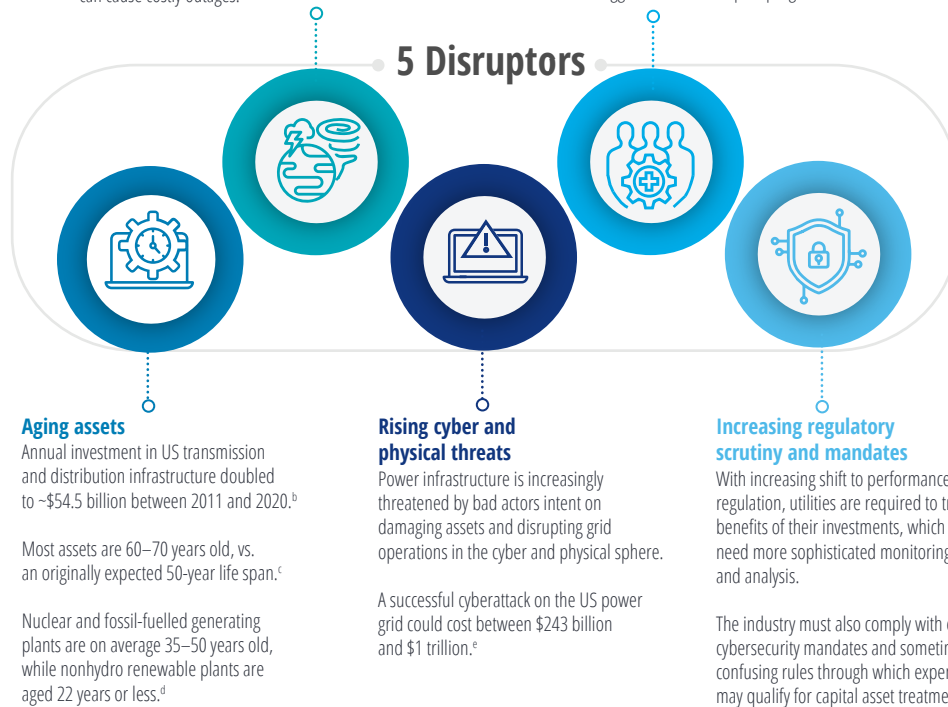 can cause costly outages.
5 Disruptors
Aging assets
Annual investment in US transmission
and distribution infrastructure doubled
to ~$54.5 billion between 2011 and 2020.b
Most assets are 60–70 years old, vs.
an originally expected 50-year life span.c
Nuclear and fossil-fuelled generating
plants are on average 35–50 years old,
while nonhydro renewable plants are
aged 22 years or less.d
Rising cyber and
physical threats
Power infrastructure is increasingly
threatened by bad actors intent on
damaging assets and disrupting grid
operations in the cyber and physical sphere.
A successful cyberattack on the US power
grid could cost between $243 billion
and $1 trillion.e
Increasing regulatory
scrutiny and mandates
With increasing shift to performance
regulation, utilities are required to
benefits of their investments, which
need more sophisticated monitoring
and analysis.
The industry must also comply with
cybersecurity mandates and
confusing rules through which
may qualify for capital asset